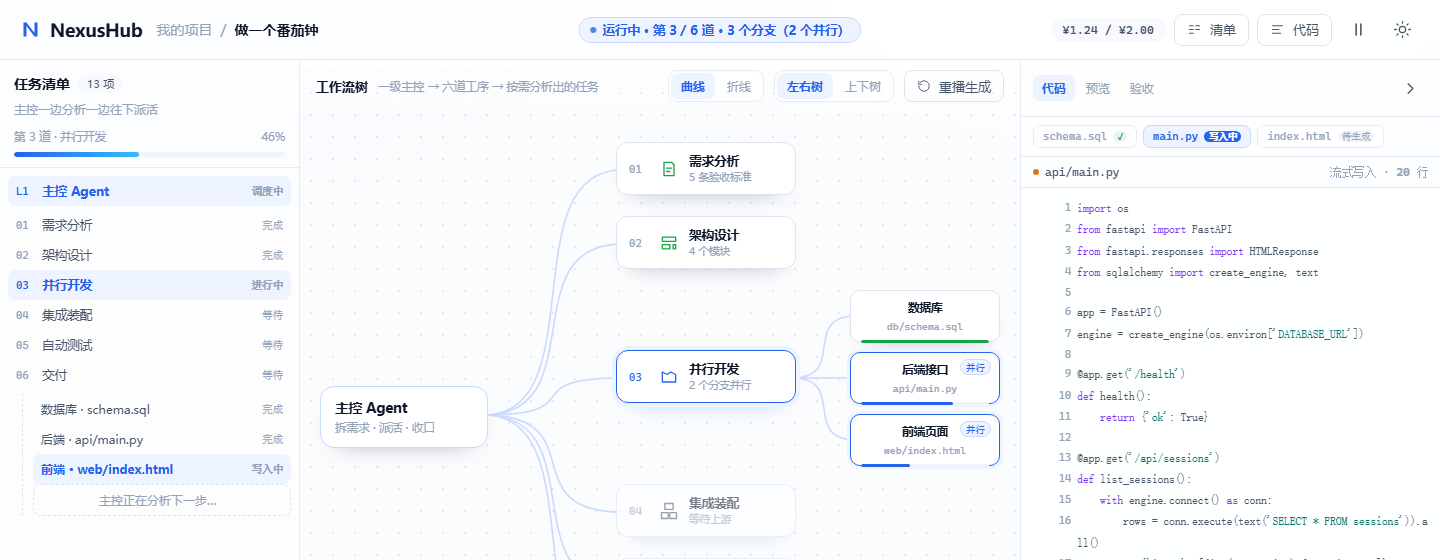 NexusHub 我的项目 / 做一个番茄钟
运行中 • 第 3 / 6 道 • 3 个分支（2 个并行）
¥1.24 / ¥2.00 清单 代码
任务清单 13 项
主控一边分析一边往下派活
第 3 道 · 并行开发 46%
L1 主控 Agent 调度中
01 需求分析 完成
02 架构设计 完成
03 并行开发 进行中
04 集成装配 等待
05 自动测试 等待
06 交付 等待
数据库 · schema.sql 完成
后端 · api/main.py 完成
前端 • web/index.html 写入中
主控正在分析下一步...
工作流树 一级主控 → 六道工序 → 按需分析出的任务
曲线 折线 左右树 上下树 重播生成
主控 Agent
拆需求 · 派活 · 收口
01 需求分析
5 条验收标准
02 架构设计
4 个模块
03 并行开发
2 个分支并行
04 集成装配
等待上游
数据库
db/schema.sql
后端接口 并行
api/main.py
前端页面 并行
web/index.html
代码 预览 验收
schema.sql ✓ main.py 写入中 index.html 待生成
api/main.py 流式写入 · 20 行
1 import os
2 from fastapi import FastAPI
3 from fastapi.responses import HTMLResponse
4 from sqlalchemy import create_engine, text
5
6 app = FastAPI()
7 engine = create_engine(os.environ["DATABASE_URL"])
8
9 @app.get("/health")
10 def health():
11 return {"ok": True}
12
13 @app.get("/api/sessions")
14 def list_sessions():
15 with engine.connect() as conn:
16 rows = conn.execute(text("SELECT * FROM sessions")).a
ll()